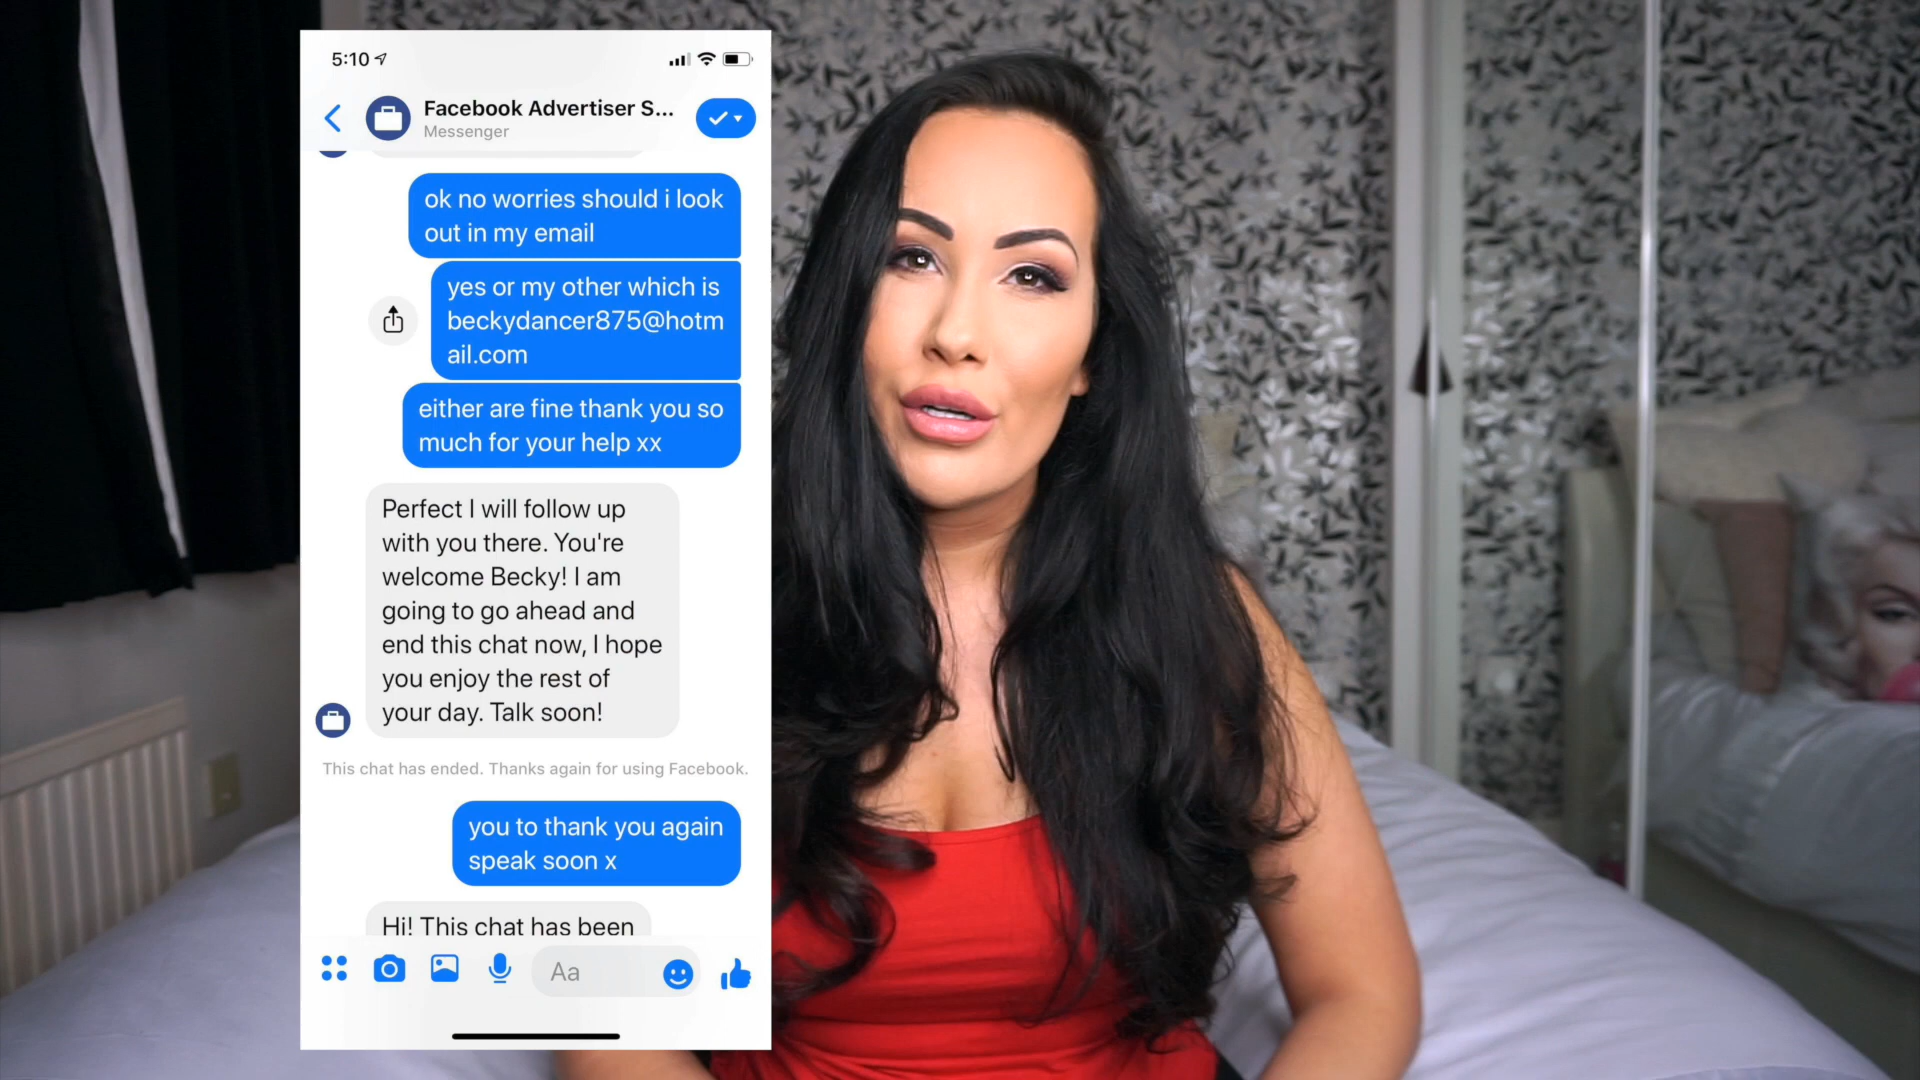 5:10
Facebook Advertiser S...
Messenger
ok no worries should i look
out in my email
yes or my other which is
beckydancer875@hotm
ail.com
either are fine thank you so
much for your help xx
Perfect I will follow up
with you there. You're
welcome Becky! I am
going to go ahead and
end this chat now, I hope
you enjoy the rest of
your day. Talk soon!
This chat has ended. Thanks again for using Facebook.
you to thank you again
speak soon x
Hi! This chat has been
Aa